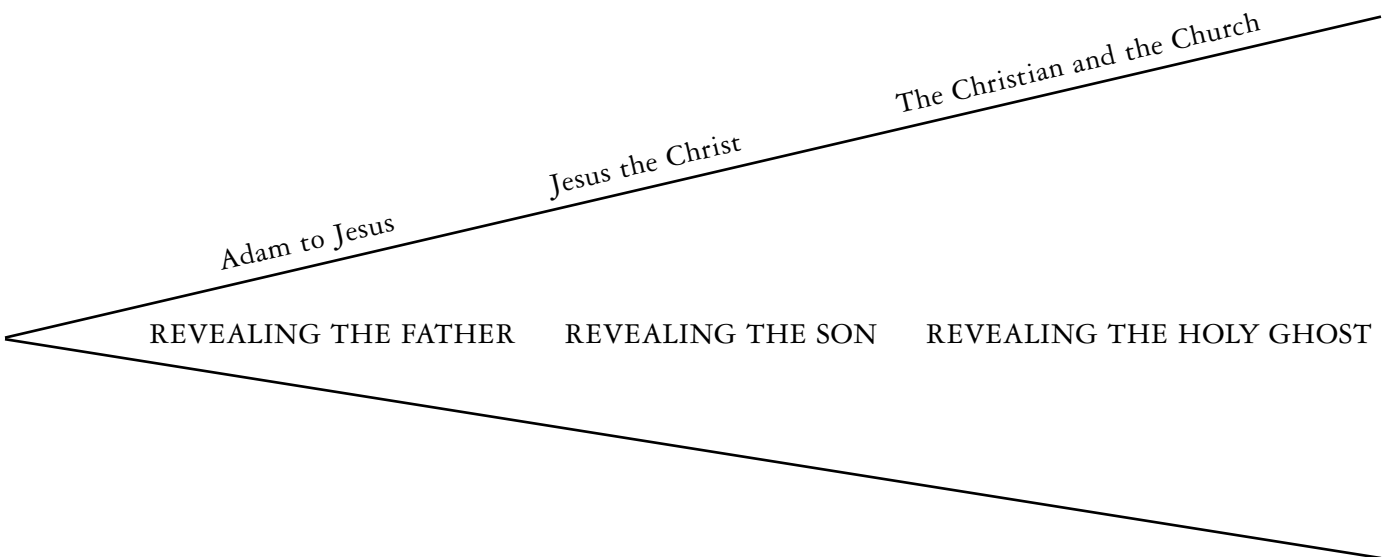 Adam to Jesus
Jesus the Christ
The Christian and the Church
REVEALING THE FATHER
REVEALING THE SON
REVEALING THE HOLY GHOST